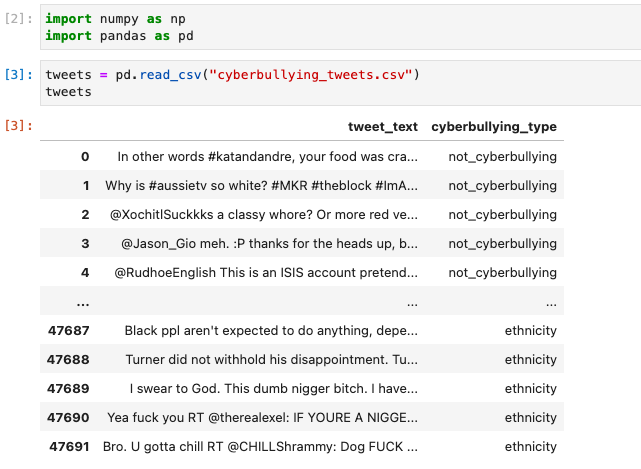 [2]: import numpy as np
import pandas as pd
[3]: tweets = pd.read_csv("cyberbullying_tweets.csv")
tweets
[3]: tweet_text cyberbullying_type
0 In other words #katandandre, your food was cra... not_cyberbullying
1 Why is #aussietv so white? #MKR #theblock #ImA... not_cyberbullying
2 @XochitlSuckkks a classy whore? Or more red ve... not_cyberbullying
3 @Jason_Gio meh. :P thanks for the heads up, b... not_cyberbullying
4 @RudhoeEnglish This is an ISIS account pretend... not_cyberbullying
... ... ...
47687 Black ppl aren't expected to do anything, depe... ethnicity
47688 Turner did not withhold his disappointment. Tu... ethnicity
47689 I swear to God. This dumb nigger bitch. I have... ethnicity
47690 Yea fuck you RT @therealexel: IF YOURE A NIGGE... ethnicity
47691 Bro. U gotta chill RT @CHILLShrammy: Dog FUCK ... ethnicity